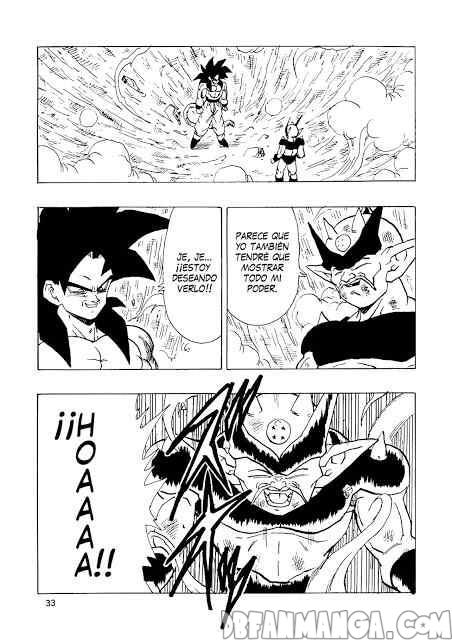 PARECE QUE
YO TAMBIÉN
TENDRÉ QUE
MOSTRAR
TODO MI
PODER.
JE, JE...
¡¡ESTOY
DESEANDO
VERLO!!
¡¡HOAAAA!!
33
DBFANMANGA.COM